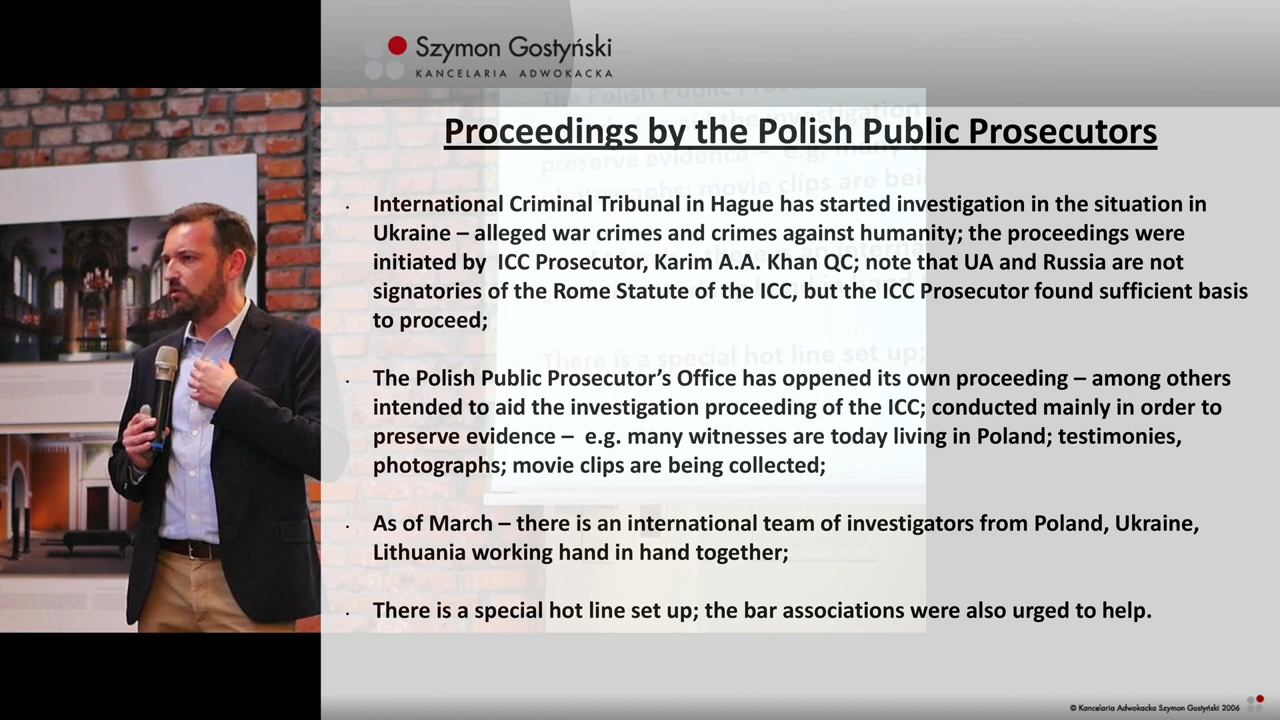 Szymon Gostyński
KANCELARIA ADWOKACKA
Proceedings by the Polish Public Prosecutors
International Criminal Tribunal in Hague has started investigation in the situation in
Ukraine – alleged war crimes and crimes against humanity; the proceedings were
initiated by ICC Prosecutor, Karim A.A. Khan QC; note that UA and Russia are not
signatories of the Rome Statute of the ICC, but the ICC Prosecutor found sufficient basis
to proceed;
The Polish Public Prosecutor's Office has oppened its own proceeding – among others
intended to aid the investigation proceeding of the ICC; conducted mainly in order to
preserve evidence – e.g. many witnesses are today living in Poland; testimonies,
photographs; movie clips are being collected;
As of March – there is an international team of investigators from Poland, Ukraine,
Lithuania working hand in hand together;
There is a special hot line set up; the bar associations were also urged to help.
© Kancelaria Adwokacka Szymon Gostyński 2006